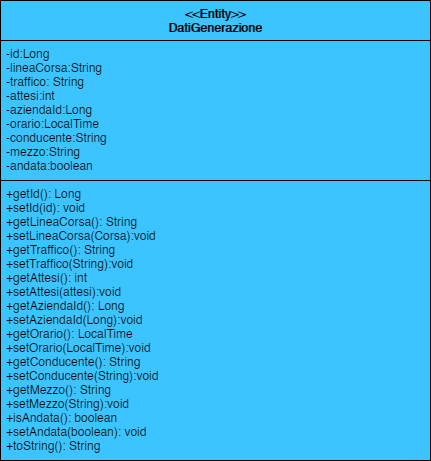 <<Entity>>
DatiGenerazione
-id:Long
-lineaCorsa:String
-traffico: String
-attesi:int
-aziendaId:Long
-orario:LocalTime
-conducente:String
-mezzo:String
-andata:boolean
+getId(): Long
+setId(id): void
+getLineaCorsa(): String
+setLineaCorsa(Corsa):void
+getTraffico(): String
+setTraffico(String):void
+getAttesi(): int
+setAttesi(attesi):void
+getAziendaId(): Long
+setAziendaId(Long):void
+getOrario(): LocalTime
+setOrario(LocalTime):void
+getConducente(): String
+setConducente(String):void
+getMezzo(): String
+setMezzo(String):void
+isAndata(): boolean
+setAndata(boolean): void
+toString(): String